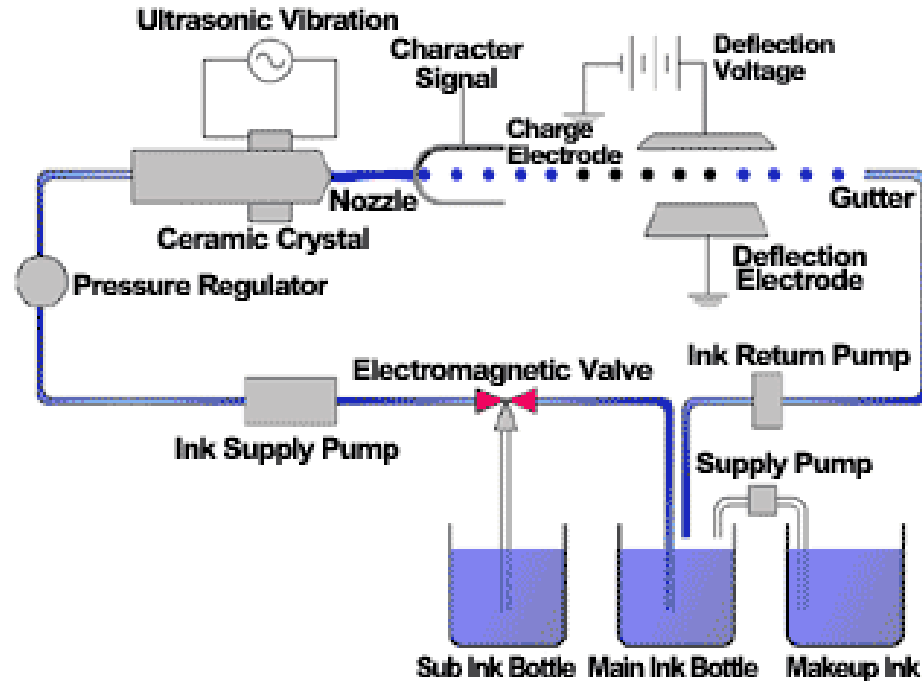 Ultrasonic Vibration
Character
Signal
Deflection
Voltage
Charge
Electrode
Nozzle
Gutter
Ceramic Crystal
Deflection
Electrode
Pressure Regulator
Ink Return Pump
Electromagnetic Valve
Ink Supply Pump
Supply Pump
Sub Ink Bottle
Main Ink Bottle
Makeup Ink